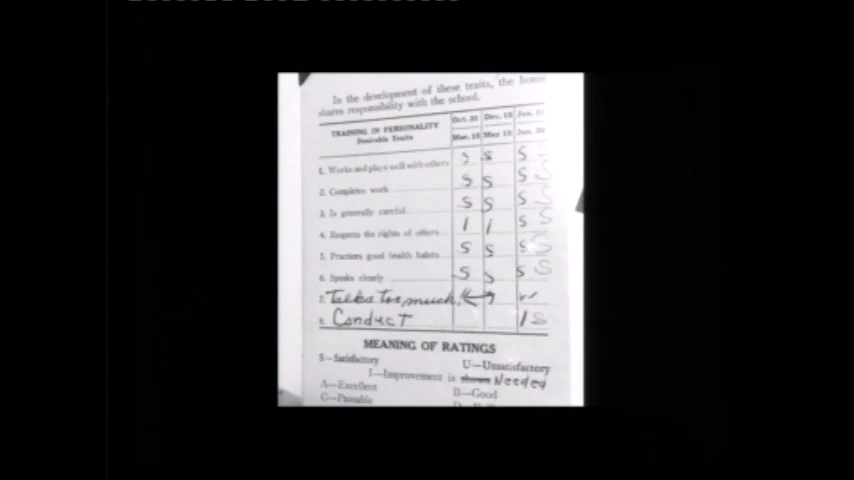 In the development of these traits, the home
shares responsibility with the school.
TRAINING IN PERSONALITY
Desirable Traits
Oct. 31 Dec. 15 Jan. 31
Mar. 15 May 15 Jun. 30
1. Works and plays well with others S S S S
2. Completes work S S S S
3. Is generally careful S S S S
4. Respects the rights of others I I S S
5. Practices good health habits S S S S
6. Speaks clearly S S S S
7. Talks too much!
8. Conduct I S
MEANING OF RATINGS
S—Satisfactory U—Unsatisfactory
I—Improvement is shown Needed
A—Excellent B—Good
C—Passable